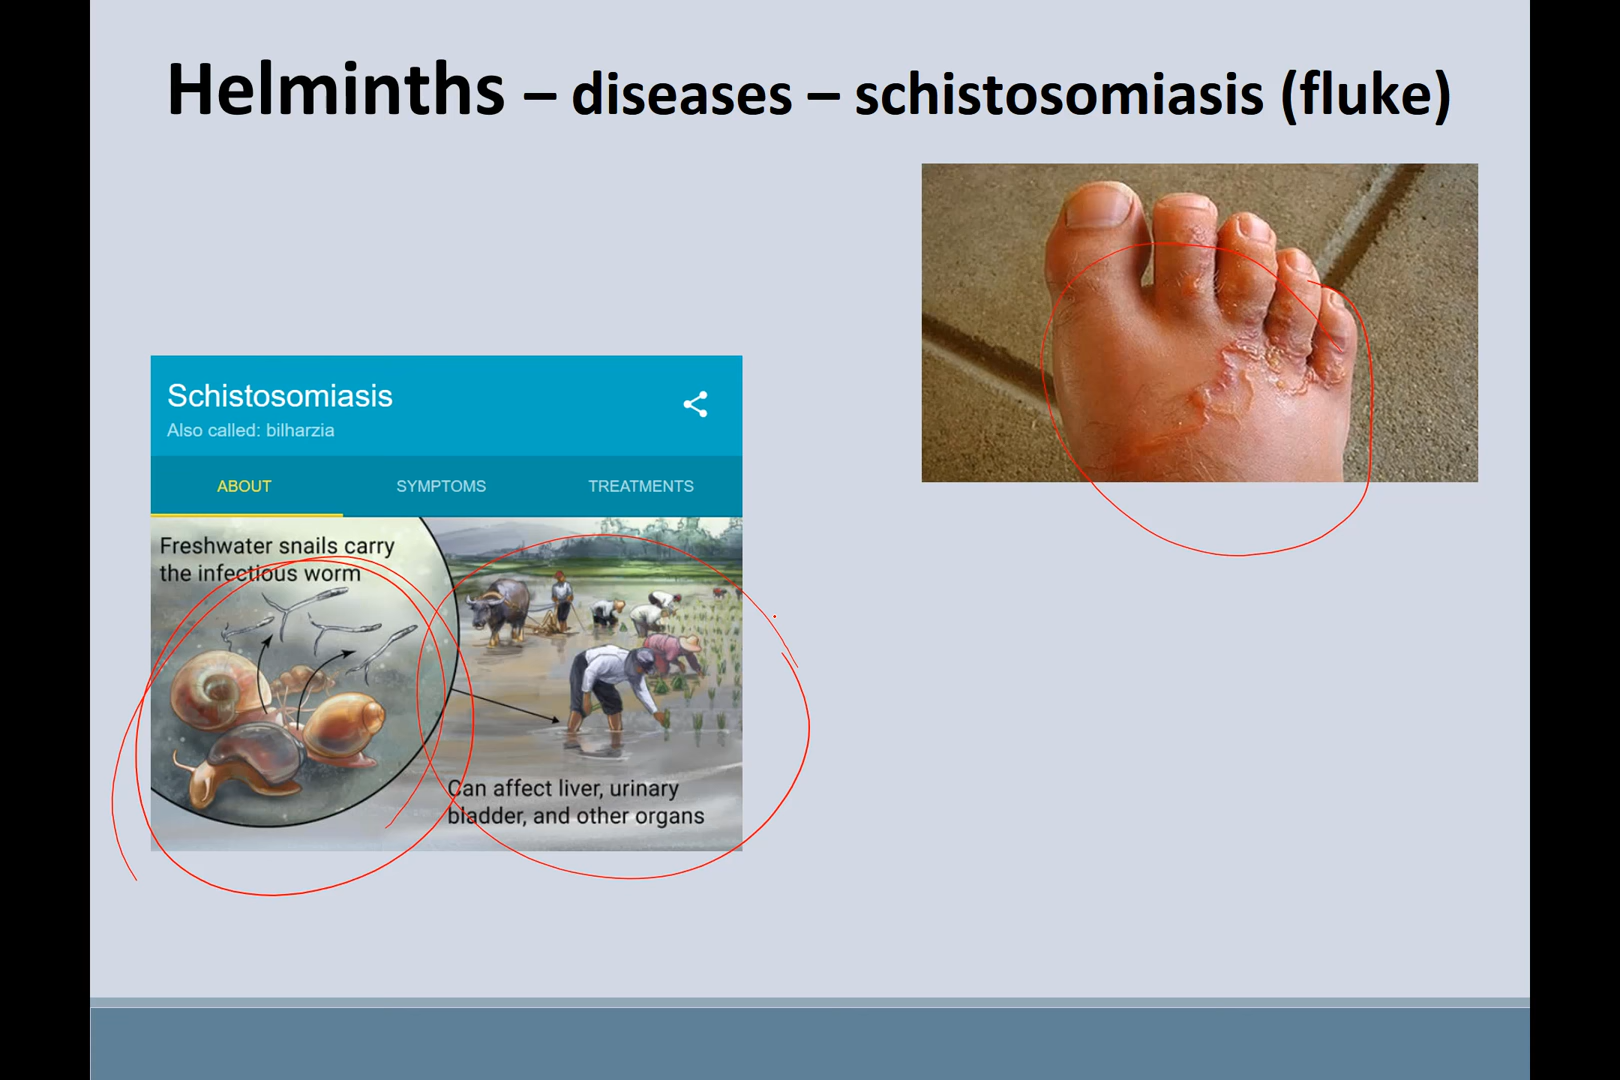 Helminths – diseases – schistosomiasis (fluke)
Schistosomiasis
Also called: bilharzia
ABOUT SYMPTOMS TREATMENTS
Freshwater snails carry
the infectious worm
Can affect liver, urinary
bladder, and other organs